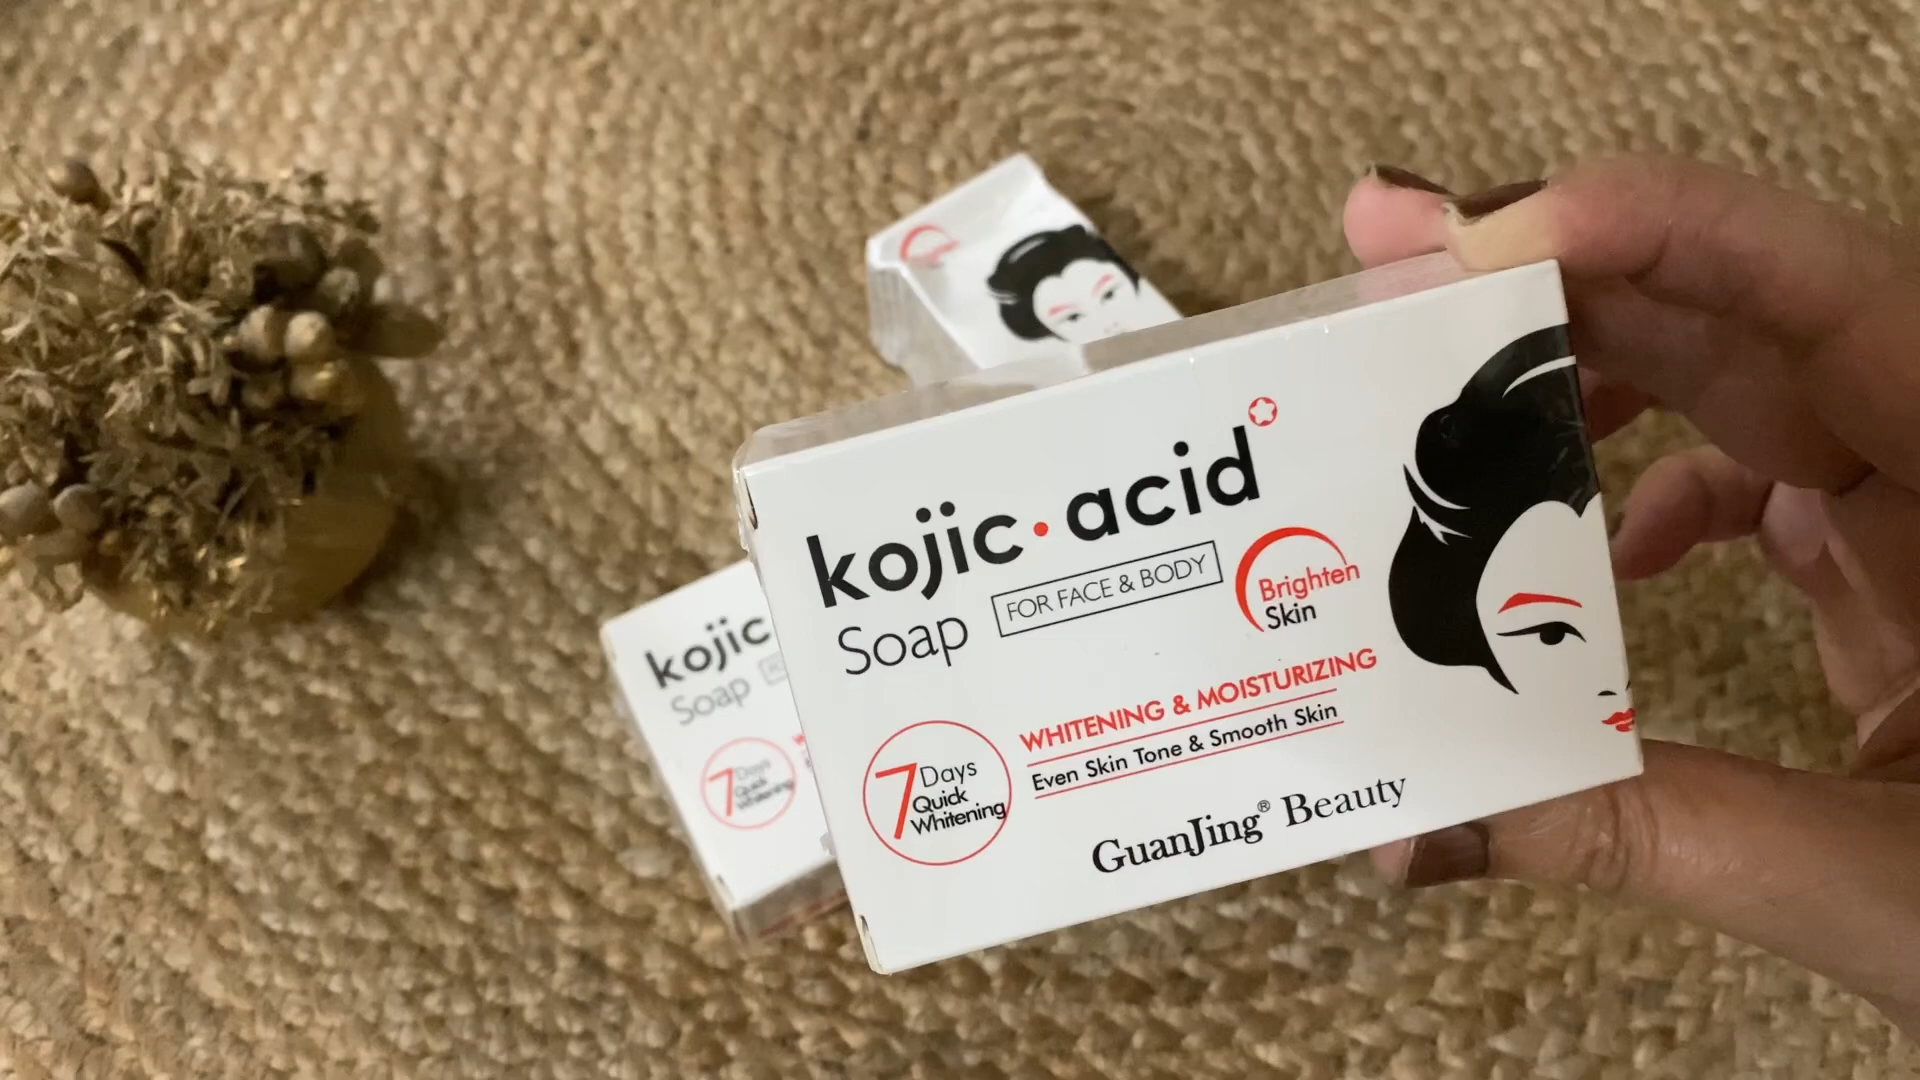 kojic·acid
Soap
FOR FACE & BODY
Brighten
Skin
WHITENING & MOISTURIZING
Even Skin Tone & Smooth Skin
7 Days
Quick
Whitening
GuanJing® Beauty
kojic
Soap
7 Days
Quick
Whitening